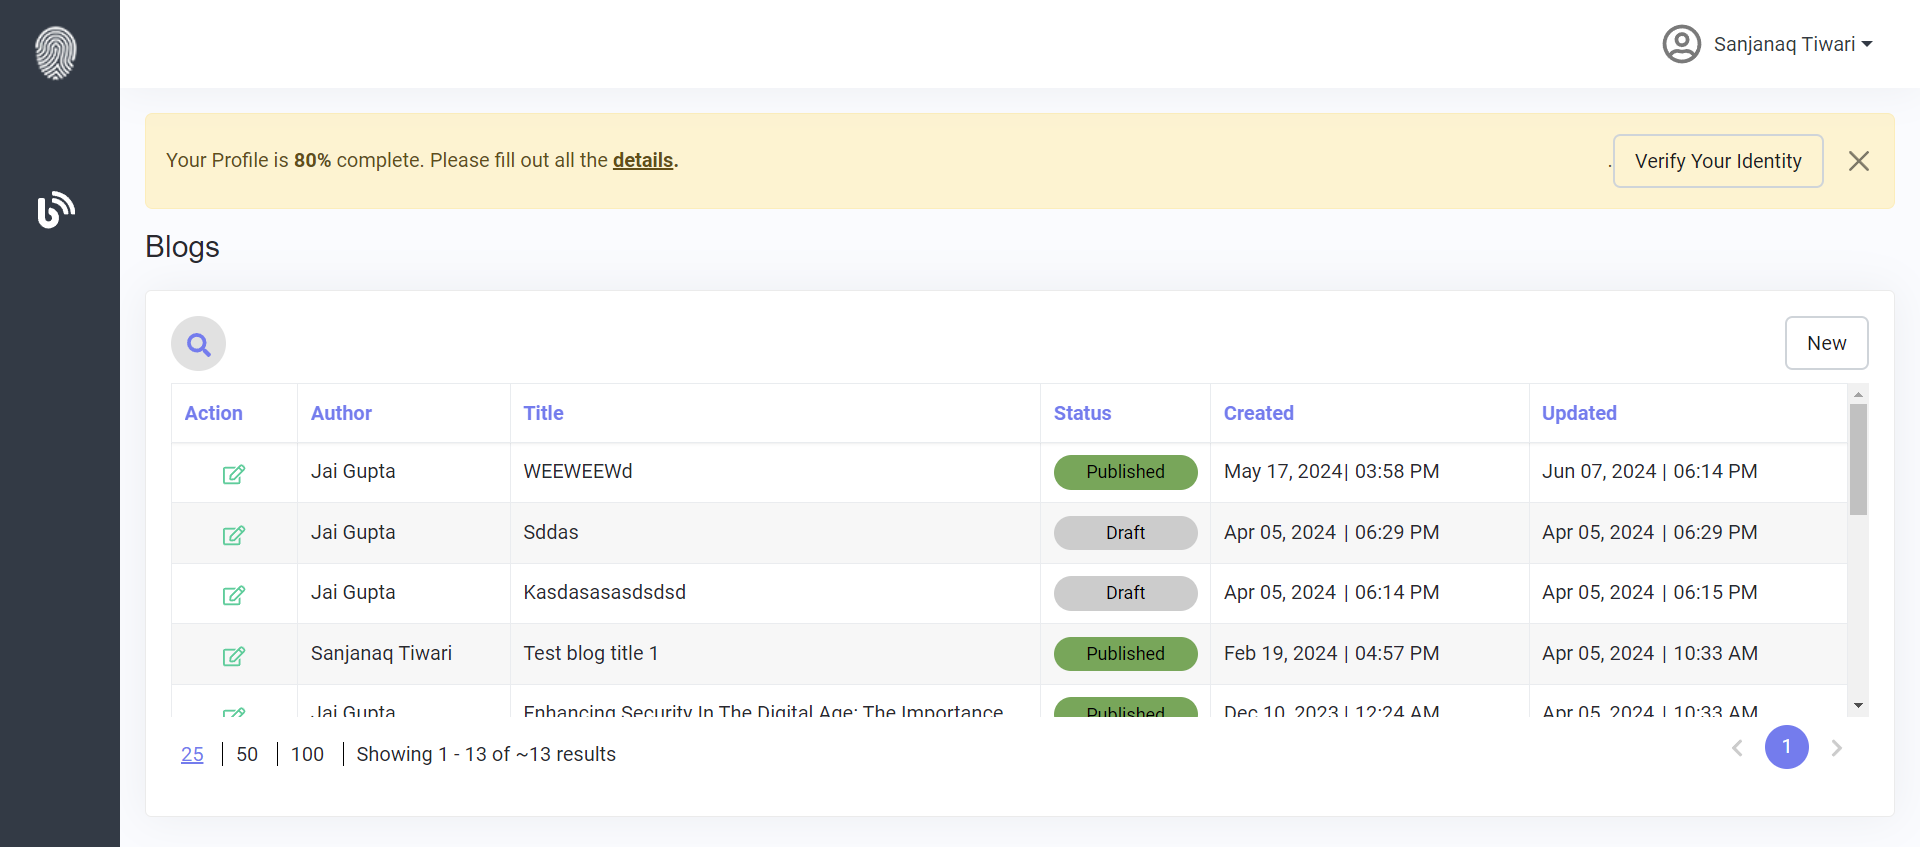 Sanjanaq Tiwari
Your Profile is 80% complete. Please fill out all the details.
. Verify Your Identity
Blogs
New
Action Author Title Status Created Updated
Jai Gupta WEEWEEWd Published May 17, 2024| 03:58 PM Jun 07, 2024 | 06:14 PM
Jai Gupta Sddas Draft Apr 05, 2024 | 06:29 PM Apr 05, 2024 | 06:29 PM
Jai Gupta Kasdasasasdsdsd Draft Apr 05, 2024 | 06:14 PM Apr 05, 2024 | 06:15 PM
Sanjanaq Tiwari Test blog title 1 Published Feb 19, 2024 | 04:57 PM Apr 05, 2024 | 10:33 AM
Jai Gupta Enhancing Security In The Digital Age: The Importance Published Dec 10, 2023 | 12:24 AM Apr 05, 2024 | 10:33 AM
25 | 50 | 100 | Showing 1 - 13 of ~13 results
1